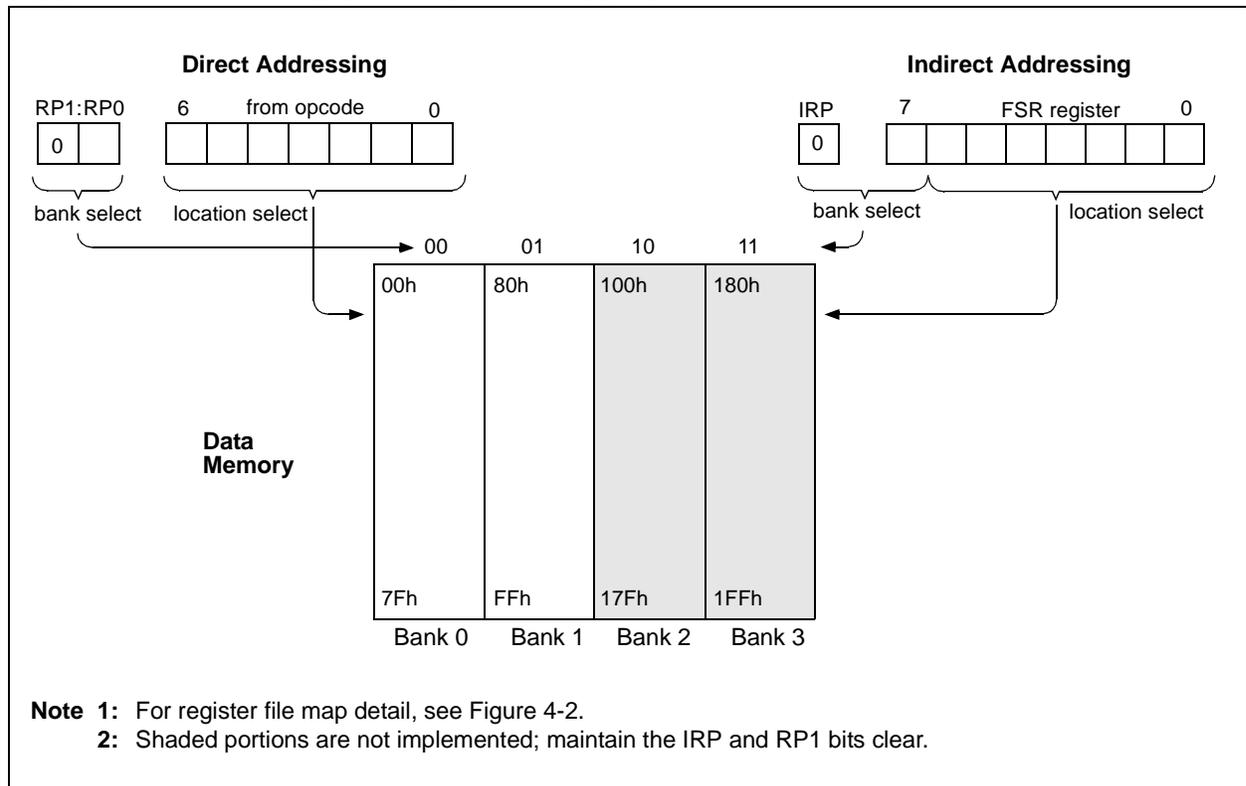 Direct Addressing
Indirect Addressing
RP1:RP0
6 from opcode 0
IRP
7 FSR register 0
0
0
bank select
location select
bank select
location select
00 01 10 11
00h 80h 100h 180h
Data
Memory
7Fh FFh 17Fh 1FFh
Bank 0 Bank 1 Bank 2 Bank 3
Note 1: For register file map detail, see Figure 4-2.
2: Shaded portions are not implemented; maintain the IRP and RP1 bits clear.